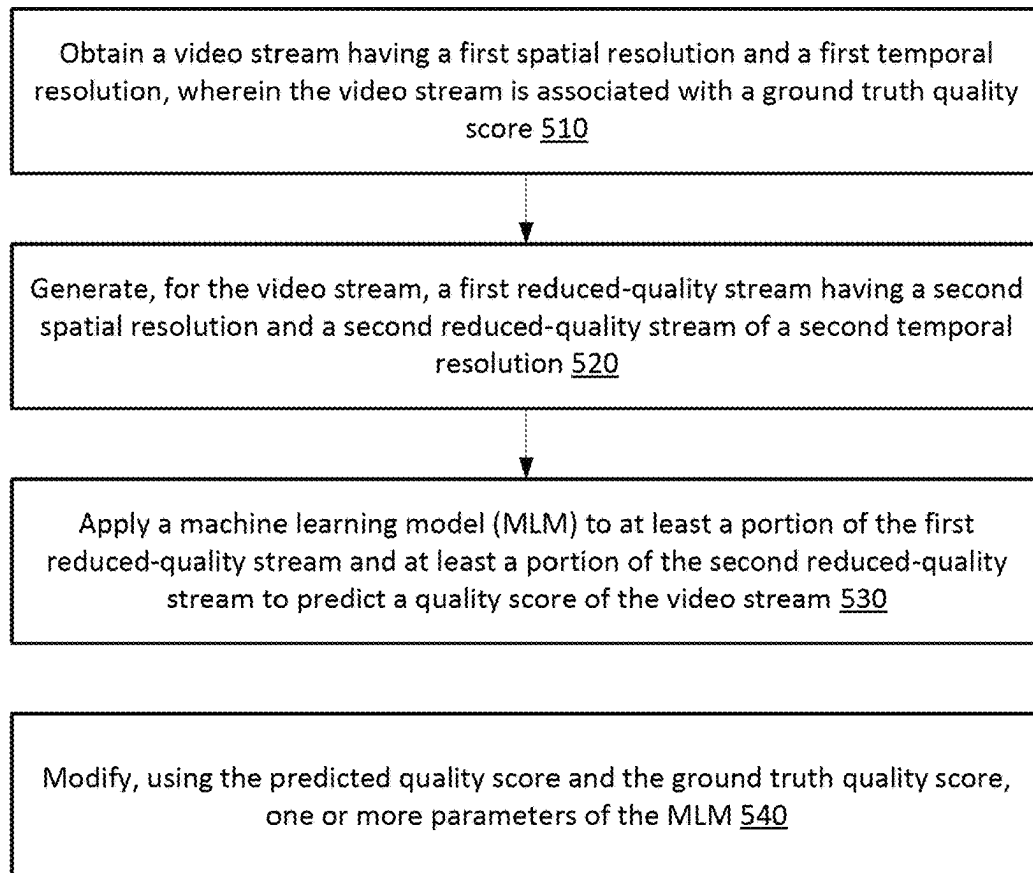 Obtain a video stream having a first spatial resolution and a first temporal
resolution, wherein the video stream is associated with a ground truth quality
score 510
Generate, for the video stream, a first reduced-quality stream having a second
spatial resolution and a second reduced-quality stream of a second temporal
resolution 520
Apply a machine learning model (MLM) to at least a portion of the first
reduced-quality stream and at least a portion of the second reduced-quality
stream to predict a quality score of the video stream 530
Modify, using the predicted quality score and the ground truth quality score,
one or more parameters of the MLM 540